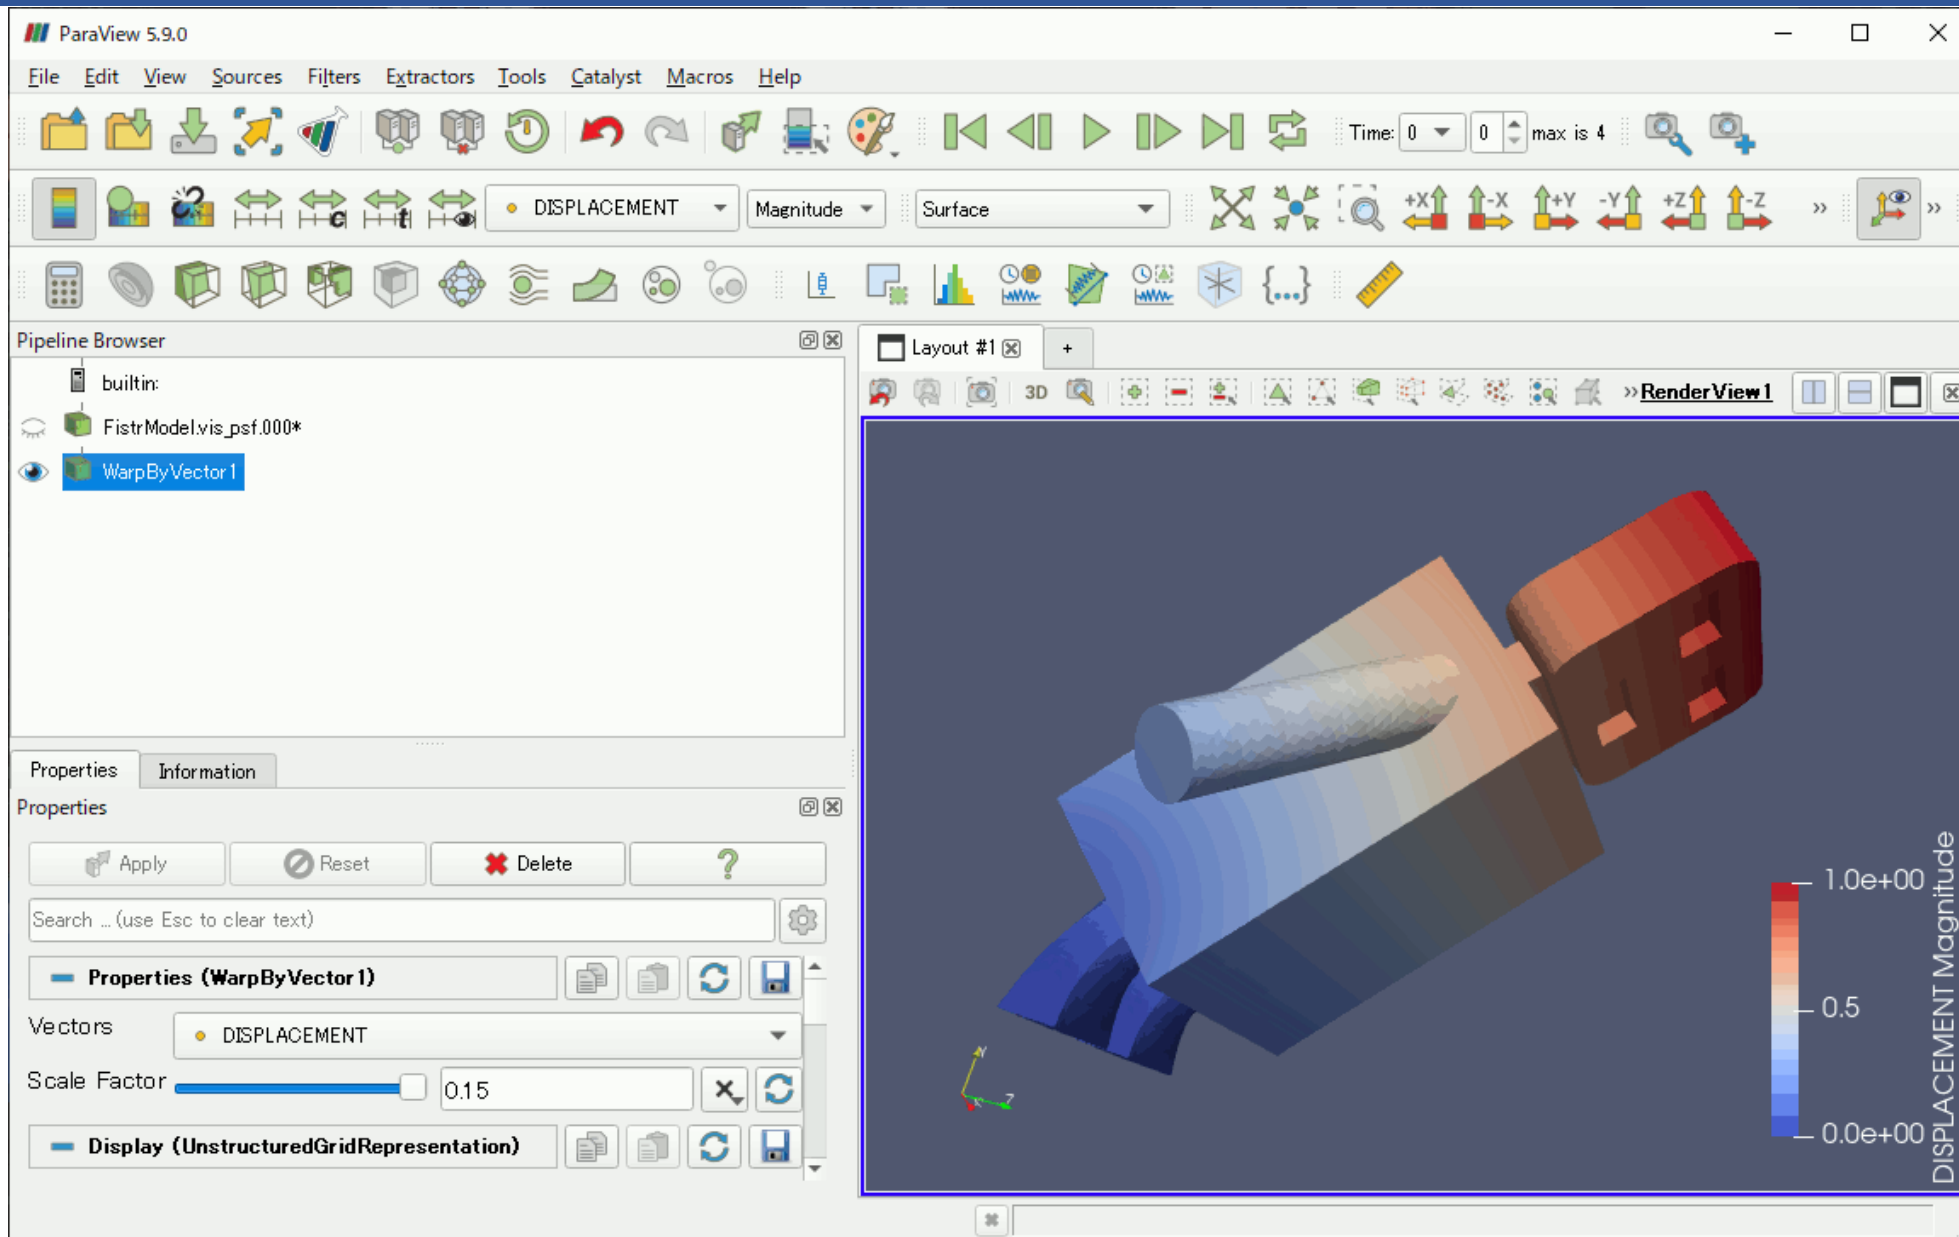 ParaView 5.9.0
File Edit View Sources Filters Extractors Tools Catalyst Macros Help
Time: 0 0 max is 4
DISPLACEMENT Magnitude Surface +X -X +Y -Y +Z -Z »  »
{...}
Pipeline Browser
Layout #1 +
builtin:
3D » RenderView1
FistrModel.vis_psf.000*
WarpByVector1
Properties Information
Properties
Apply Reset Delete ?
Search ... (use Esc to clear text)
Properties (WarpByVector1)
Vectors DISPLACEMENT
Scale Factor 0.15
Display (UnstructuredGridRepresentation)
Y
Z
1.0e+00
0.5
0.0e+00
DISPLACEMENT Magnitude